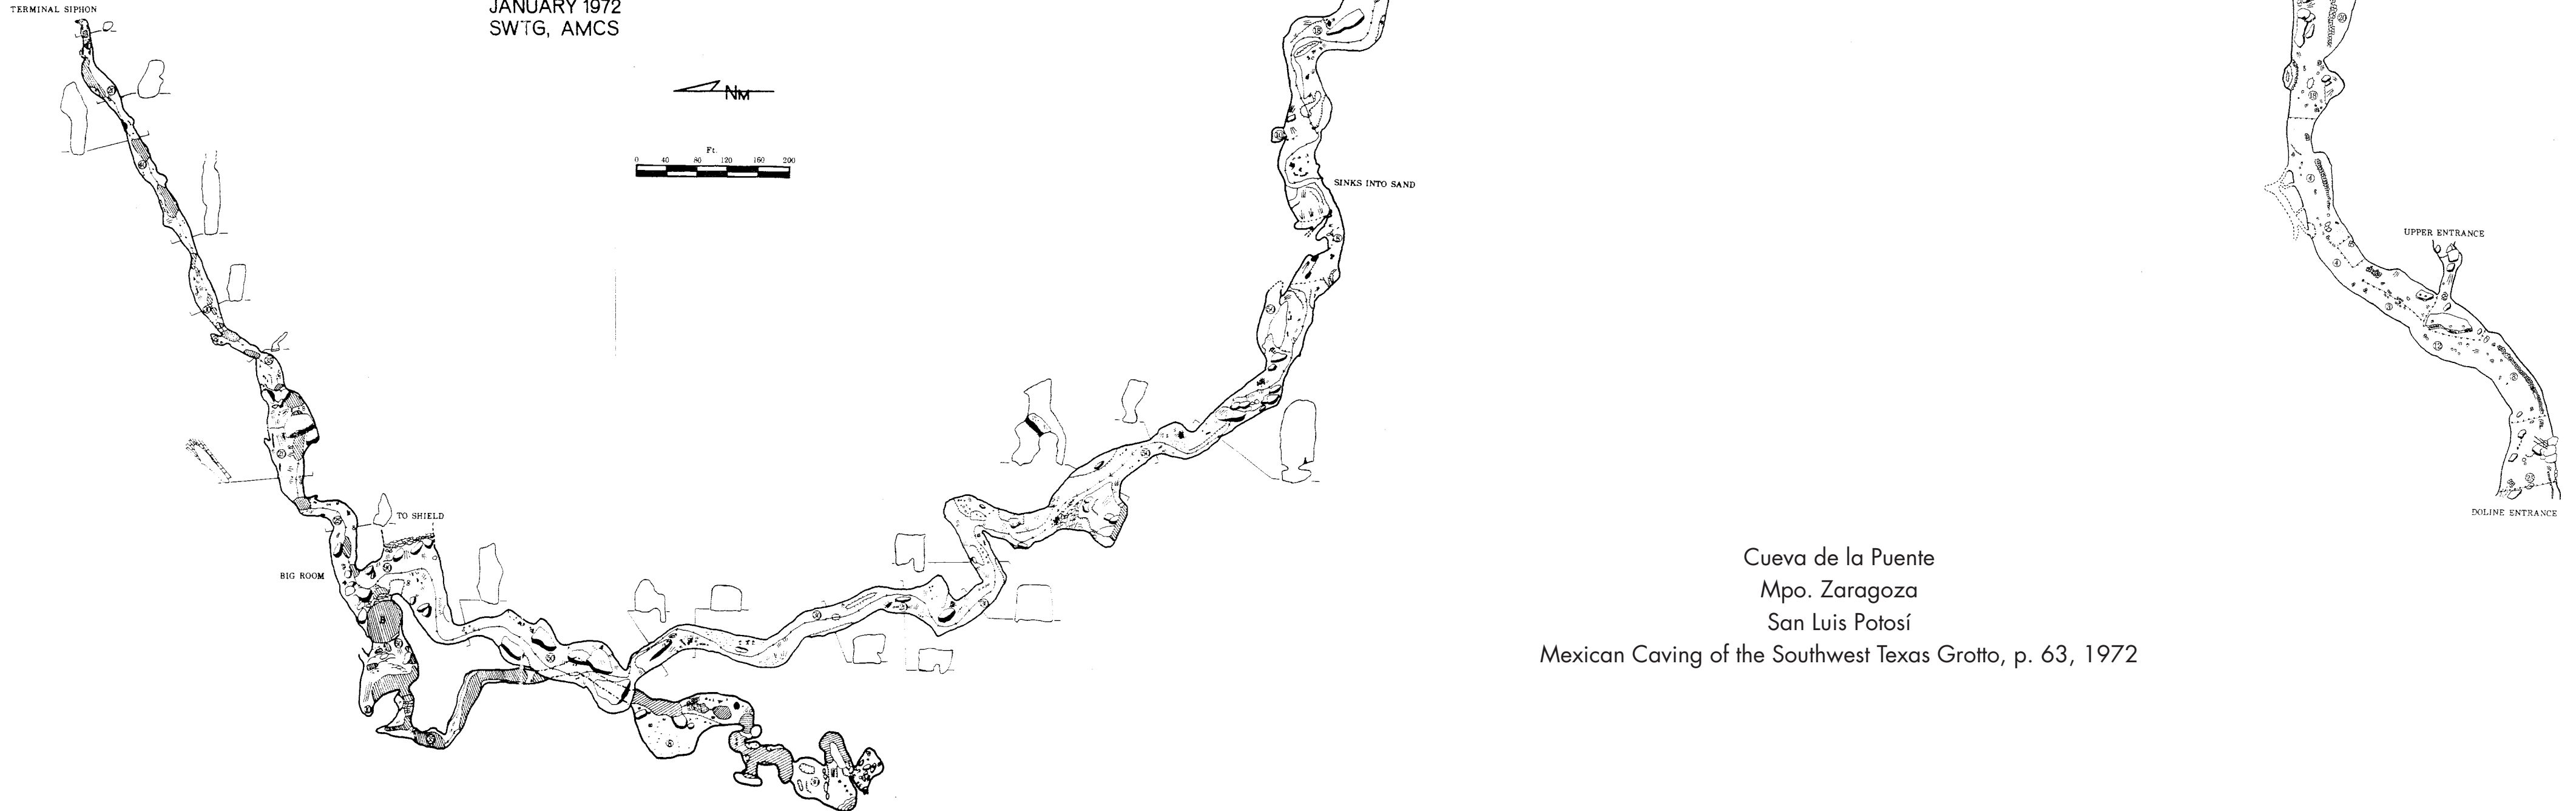 TERMINAL SIPHON
JANUARY 1972
SWTG, AMCS
NM
Ft.
0 40 80 120 160 200
SINKS INTO SAND
UPPER ENTRANCE
TO SHIELD
BIG ROOM
DOLINE ENTRANCE
Cueva de la Puente
Mpo. Zaragoza
San Luis Potosí
Mexican Caving of the Southwest Texas Grotto, p. 63, 1972